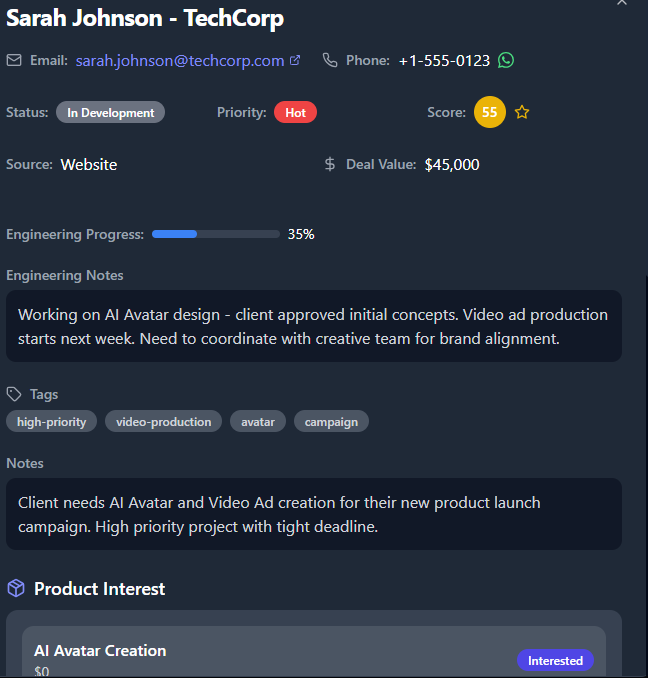 Sarah Johnson - TechCorp
Email: sarah.johnson@techcorp.com Phone: +1-555-0123
Status: In Development Priority: Hot Score: 55
Source: Website $ Deal Value: $45,000
Engineering Progress: 35%
Engineering Notes
Working on AI Avatar design - client approved initial concepts. Video ad production
starts next week. Need to coordinate with creative team for brand alignment.
Tags
high-priority video-production avatar campaign
Notes
Client needs AI Avatar and Video Ad creation for their new product launch
campaign. High priority project with tight deadline.
Product Interest
AI Avatar Creation
Interested
$0